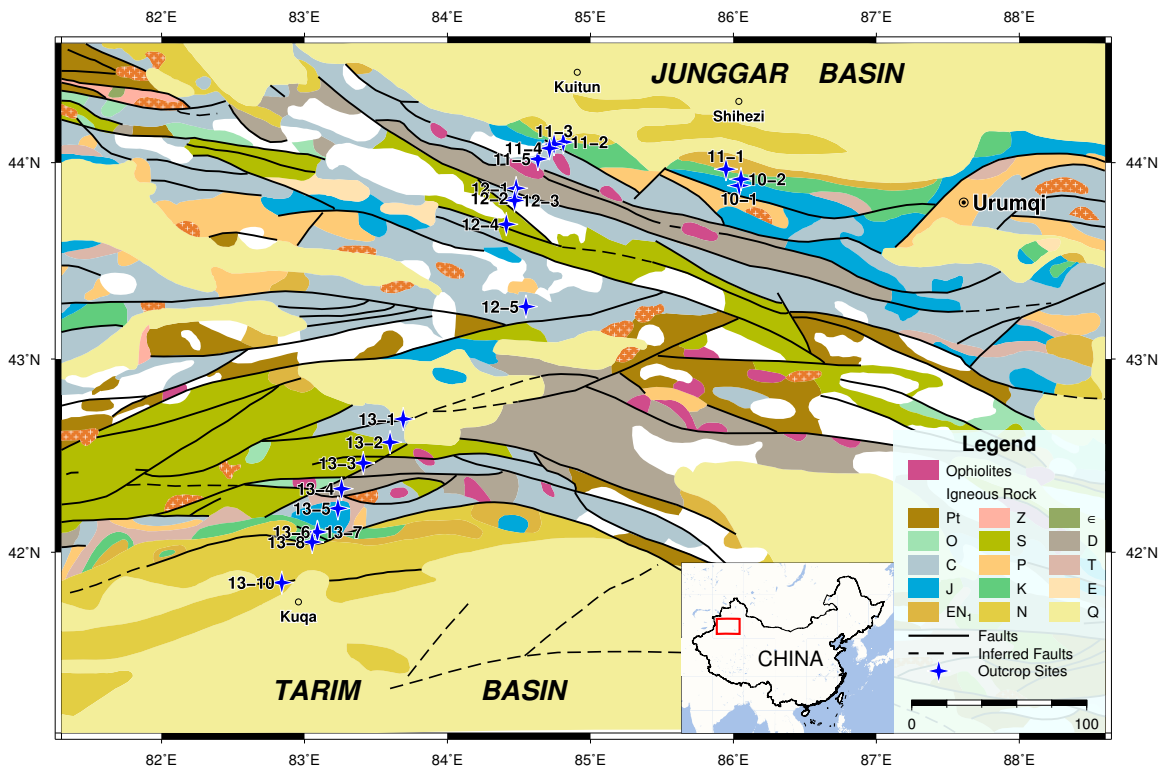 82°E 83°E 84°E 85°E 86°E 87°E 88°E
JUNGGAR BASIN
Kuitun
Shihezi
11–3
11–2
11–4
11–5
11–1
44°N
44°N
12–1
10–2
12–2
12–3
10–1
Urumqi
12–4
12–5
43°N
43°N
13–1
13–2
13–3
13–4
13–5
13–6
13–7
13–8
42°N
42°N
13–10
Kuqa
TARIM BASIN
CHINA
Legend
Ophiolites
Igneous Rock
Pt Z ∊
O S D
C P T
J K E
EN₁ N Q
Faults
Inferred Faults
Outcrop Sites
0 100
82°E 83°E 84°E 85°E 86°E 87°E 88°E